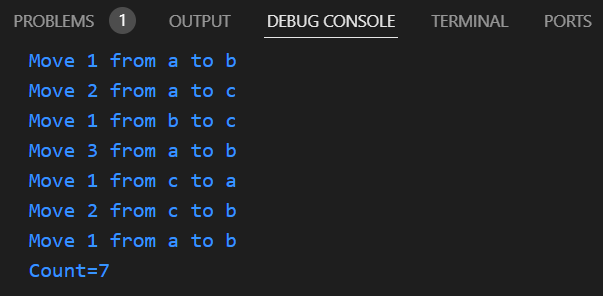 PROBLEMS 1 OUTPUT DEBUG CONSOLE TERMINAL PORTS
Move 1 from a to b
Move 2 from a to c
Move 1 from b to c
Move 3 from a to b
Move 1 from c to a
Move 2 from c to b
Move 1 from a to b
Count=7